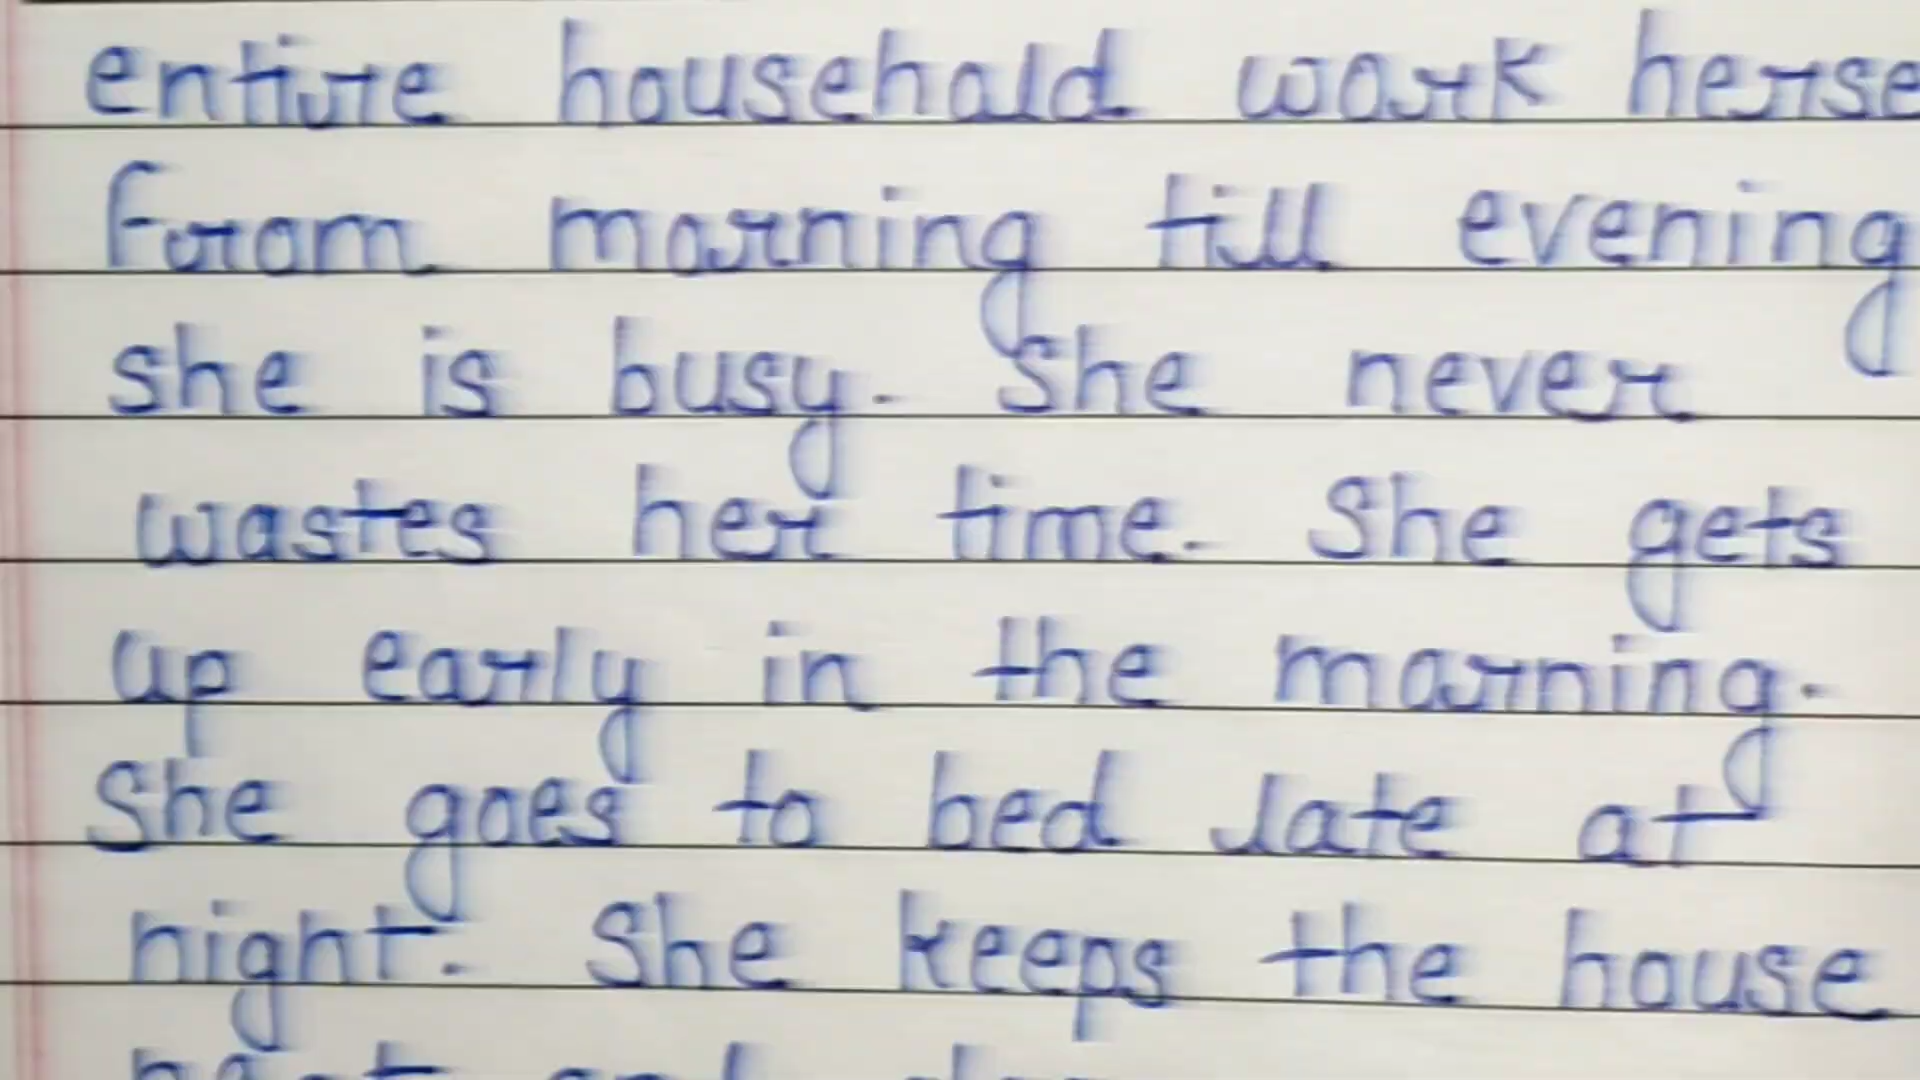 entire household work herse
From morning till evening
she is busy. She never
wastes her time. She gets
up early in the morning.
She goes to bed late at
night. She keeps the house